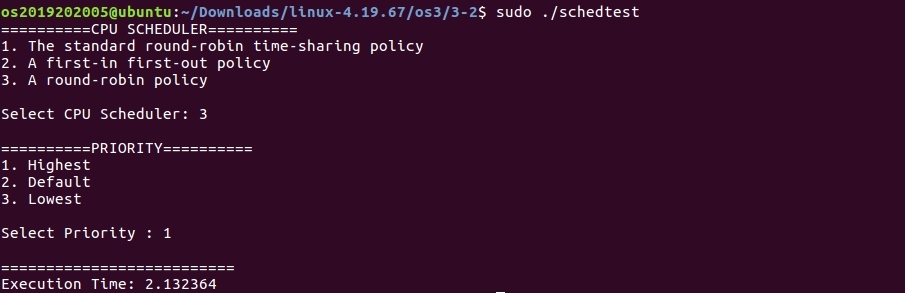 os2019202005@ubuntu:~/Downloads/linux-4.19.67/os3/3-2$ sudo ./schedtest
==========CPU SCHEDULER==========
1. The standard round-robin time-sharing policy
2. A first-in first-out policy
3. A round-robin policy
Select CPU Scheduler: 3
==========PRIORITY==========
1. Highest
2. Default
3. Lowest
Select Priority : 1
==========================
Execution Time: 2.132364